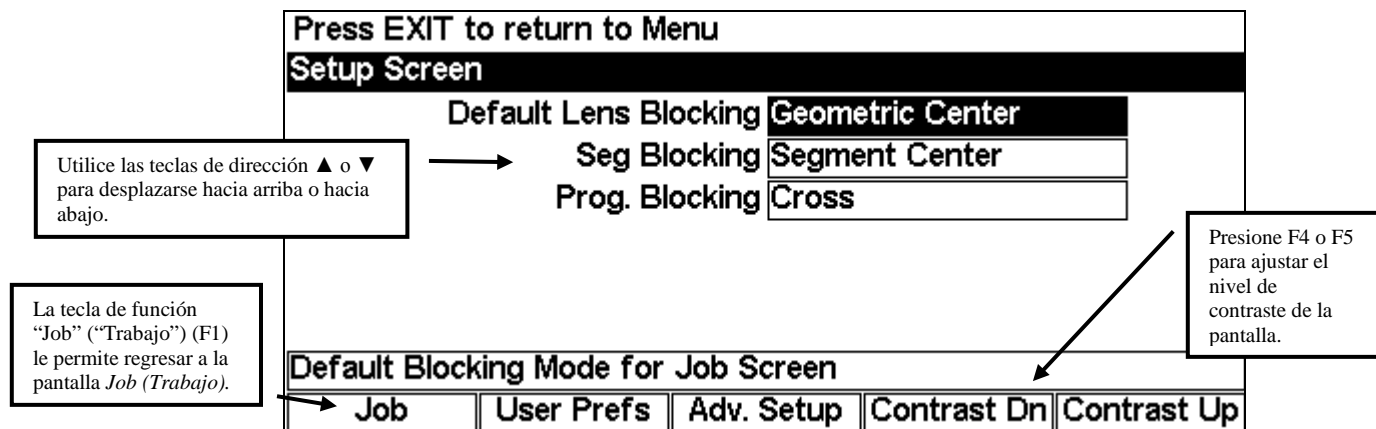 Press EXIT to return to Menu
Setup Screen
Default Lens Blocking Geometric Center
Seg Blocking Segment Center
Prog. Blocking Cross
Utilice las teclas de dirección ▲ o ▼
para desplazarse hacia arriba o hacia
abajo.
Presione F4 o F5
para ajustar el
nivel de
contraste de la
pantalla.
La tecla de función
“Job” (“Trabajo”) (F1)
le permite regresar a la
pantalla Job (Trabajo).
Default Blocking Mode for Job Screen
Job User Prefs Adv. Setup Contrast Dn Contrast Up